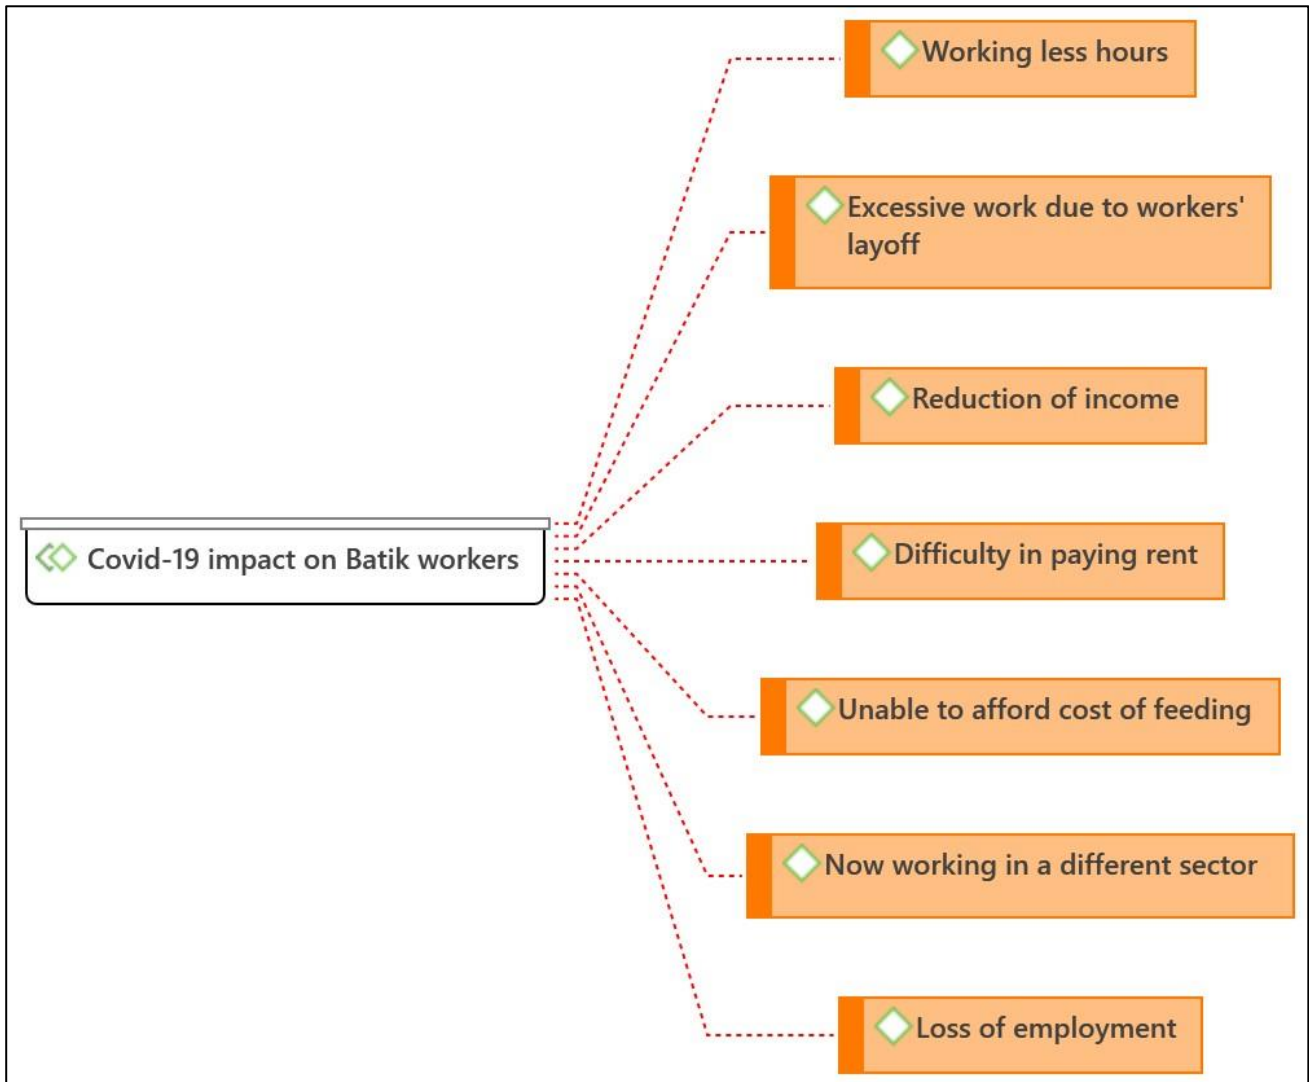 Working less hours
Excessive work due to workers'
layoff
Reduction of income
Covid-19 impact on Batik workers
Difficulty in paying rent
Unable to afford cost of feeding
Now working in a different sector
Loss of employment